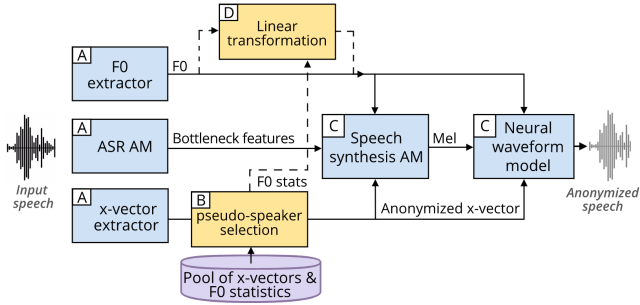 D
Linear
transformation
A
F0
extractor
F0
A
ASR AM
Bottleneck features
C
Speech
synthesis AM
Mel
C
Neural
waveform
model
Input
speech
Anonymized
speech
F0 stats
A
x-vector
extractor
B
pseudo-speaker
selection
Anonymized x-vector
Pool of x-vectors &
F0 statistics